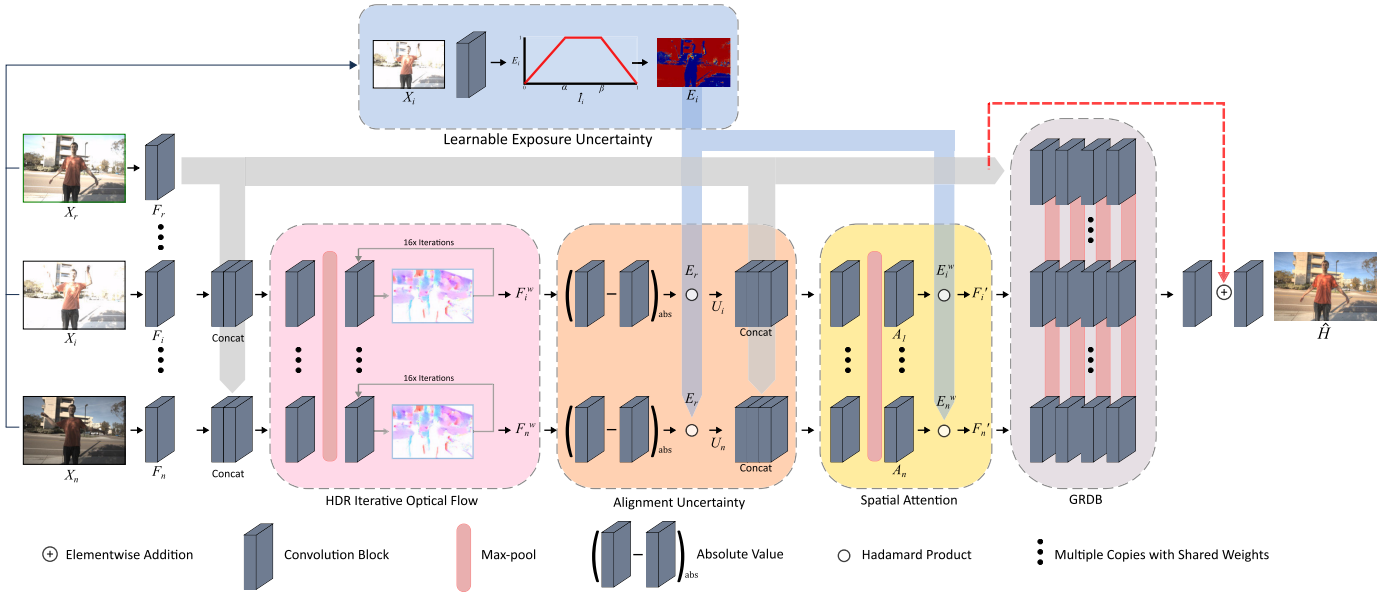 E_i
1
0
α
β
1
X_i
I_i
E_i
Learnable Exposure Uncertainty
X_r
F_r
16x Iterations
E_r
E_i^w
( − )abs
X_i
F_i
Concat
F_i^w
U_i
Concat
A_1
F_i'
Ĥ
16x Iterations
E_r
E_n^w
( − )abs
X_n
F_n
Concat
F_n^w
U_n
Concat
A_n
F_n'
HDR Iterative Optical Flow
Alignment Uncertainty
Spatial Attention
GRDB
Elementwise Addition
Convolution Block
Max-pool
( − )abs
Absolute Value
Hadamard Product
Multiple Copies with Shared Weights